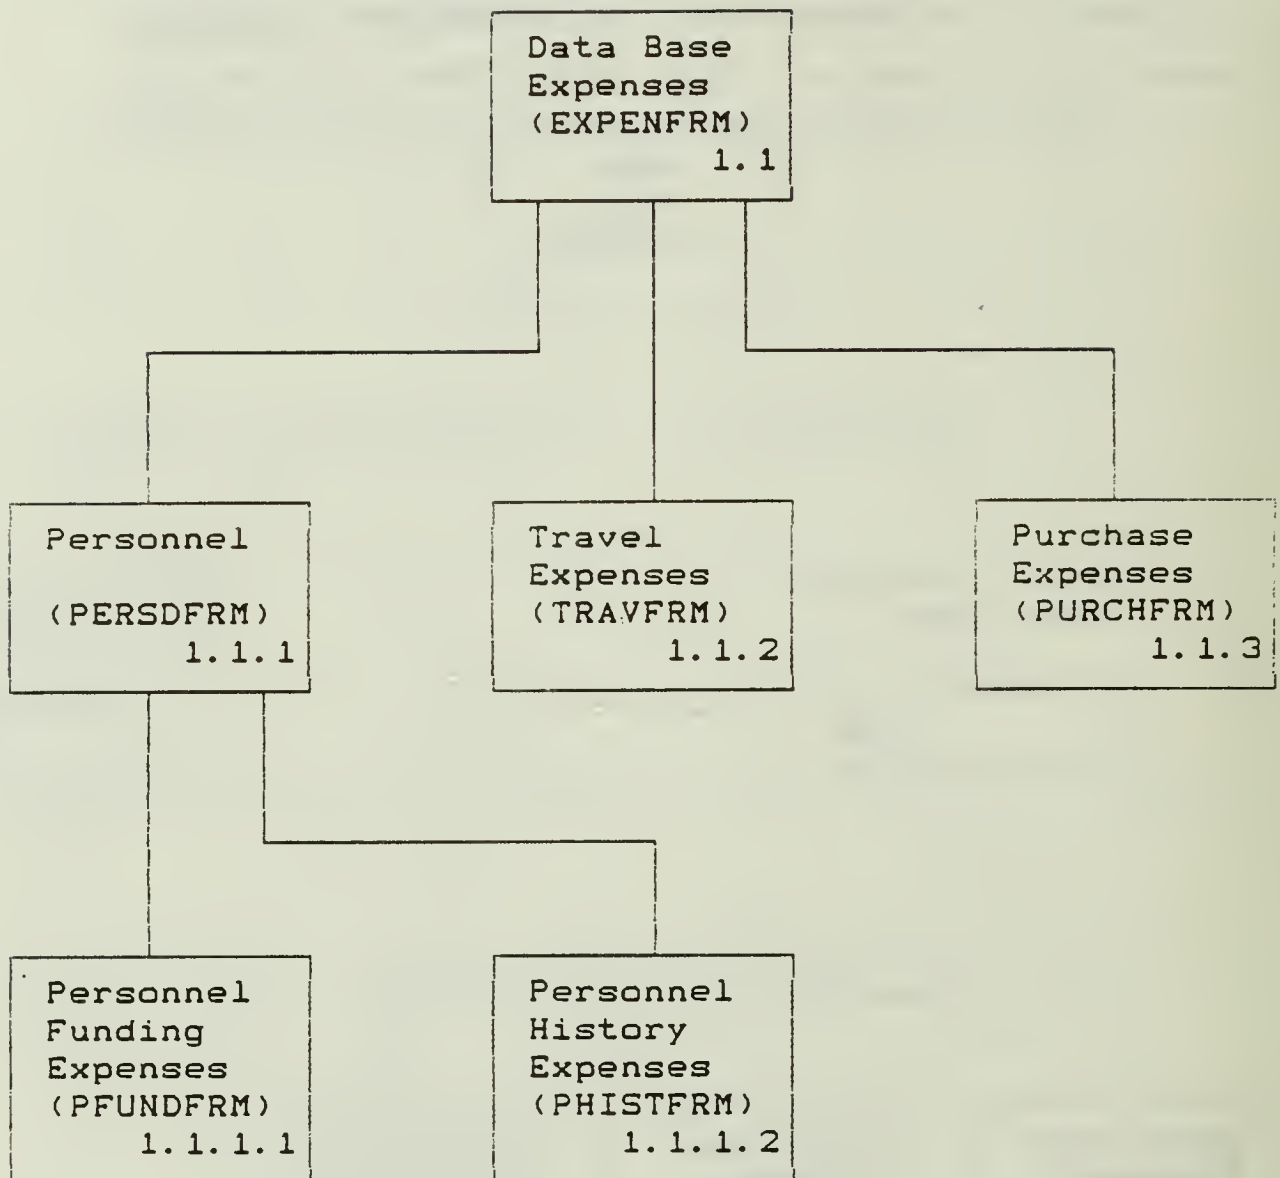 Data Base
Expenses
(EXPENFRM)
1.1
Personnel
(PERSDFRM)
1.1.1
Travel
Expenses
(TRAVFRM)
1.1.2
Purchase
Expenses
(PURCHFRM)
1.1.3
Personnel
Funding
Expenses
(PFUNDFRM)
1.1.1.1
Personnel
History
Expenses
(PHISTFRM)
1.1.1.2